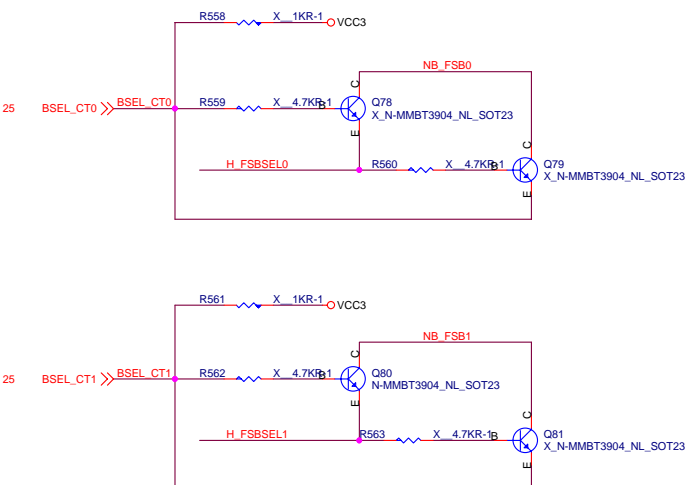 R558 X__1KR-1 VCC3
NB_FSB0
C
25 BSEL_CT0 BSEL_CT0 R559 X__4.7KR-1 B Q78
X_N-MMBT3904_NL_SOT23
E
C
H_FSBSEL0 R560 X__4.7KR-1 B Q79
X_N-MMBT3904_NL_SOT23
E
R561 X__1KR-1 VCC3
NB_FSB1
C
25 BSEL_CT1 BSEL_CT1 R562 X__4.7KR-1 B Q80
N-MMBT3904_NL_SOT23
E
C
H_FSBSEL1 R563 X__4.7KR-1 B Q81
X_N-MMBT3904_NL_SOT23
E